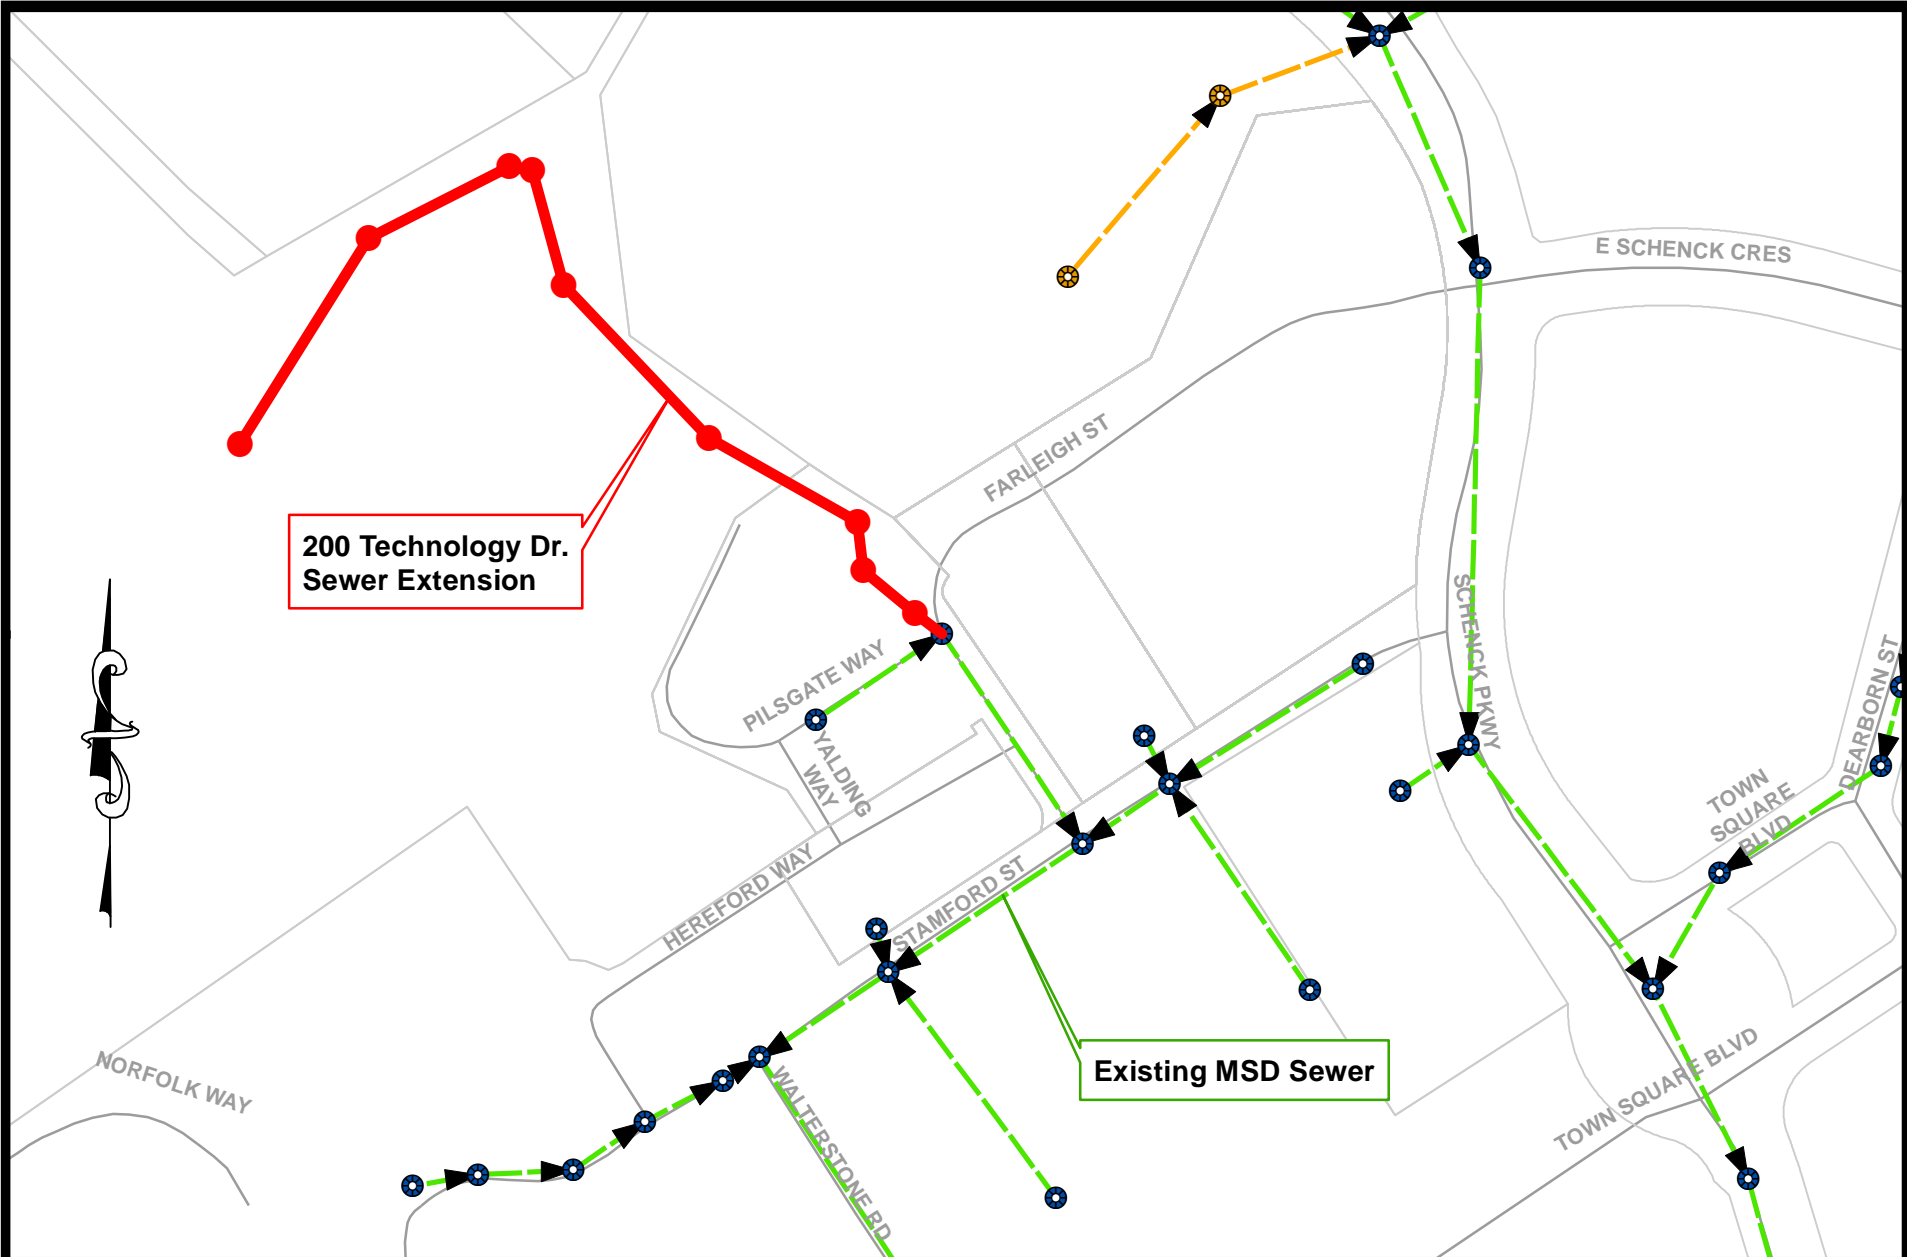 E SCHENCK CRES
FARLEIGH ST
200 Technology Dr.
Sewer Extension
SCHENCK PKWY
PILSGATE WAY
DEARBORN ST
YALDING
WAY
TOWN
SQUARE
BLVD
HEREFORD WAY
STAMFORD ST
Existing MSD Sewer
NORFOLK WAY
WALTERSTONE RD
TOWN SQUARE BLVD